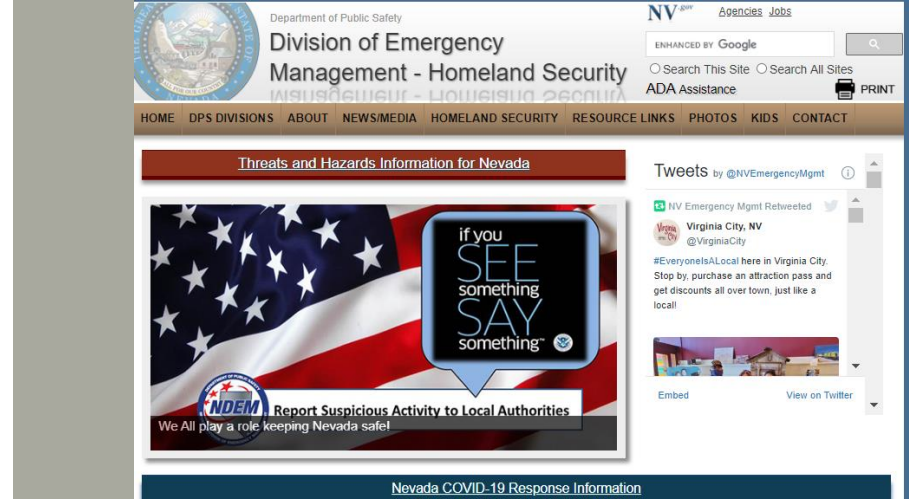 Department of Public Safety
Division of Emergency
Management - Homeland Security
NV.gov Agencies Jobs
ENHANCED BY Google
Search This Site Search All Sites
ADA Assistance PRINT
HOME DPS DIVISIONS ABOUT NEWS/MEDIA HOMELAND SECURITY RESOURCE LINKS PHOTOS KIDS CONTACT
Threats and Hazards Information for Nevada
if you
SEE
something
SAY
something™
NDEM
Report Suspicious Activity to Local Authorities
We All play a role keeping Nevada safe!
Tweets by @NVEmergencyMgmt
NV Emergency Mgmt Retweeted
Virginia City, NV
@VirginiaCity
#EveryoneIsALocal here in Virginia City.
Stop by, purchase an attraction pass and
get discounts all over town, just like a
local!
Embed View on Twitter
Nevada COVID-19 Response Information